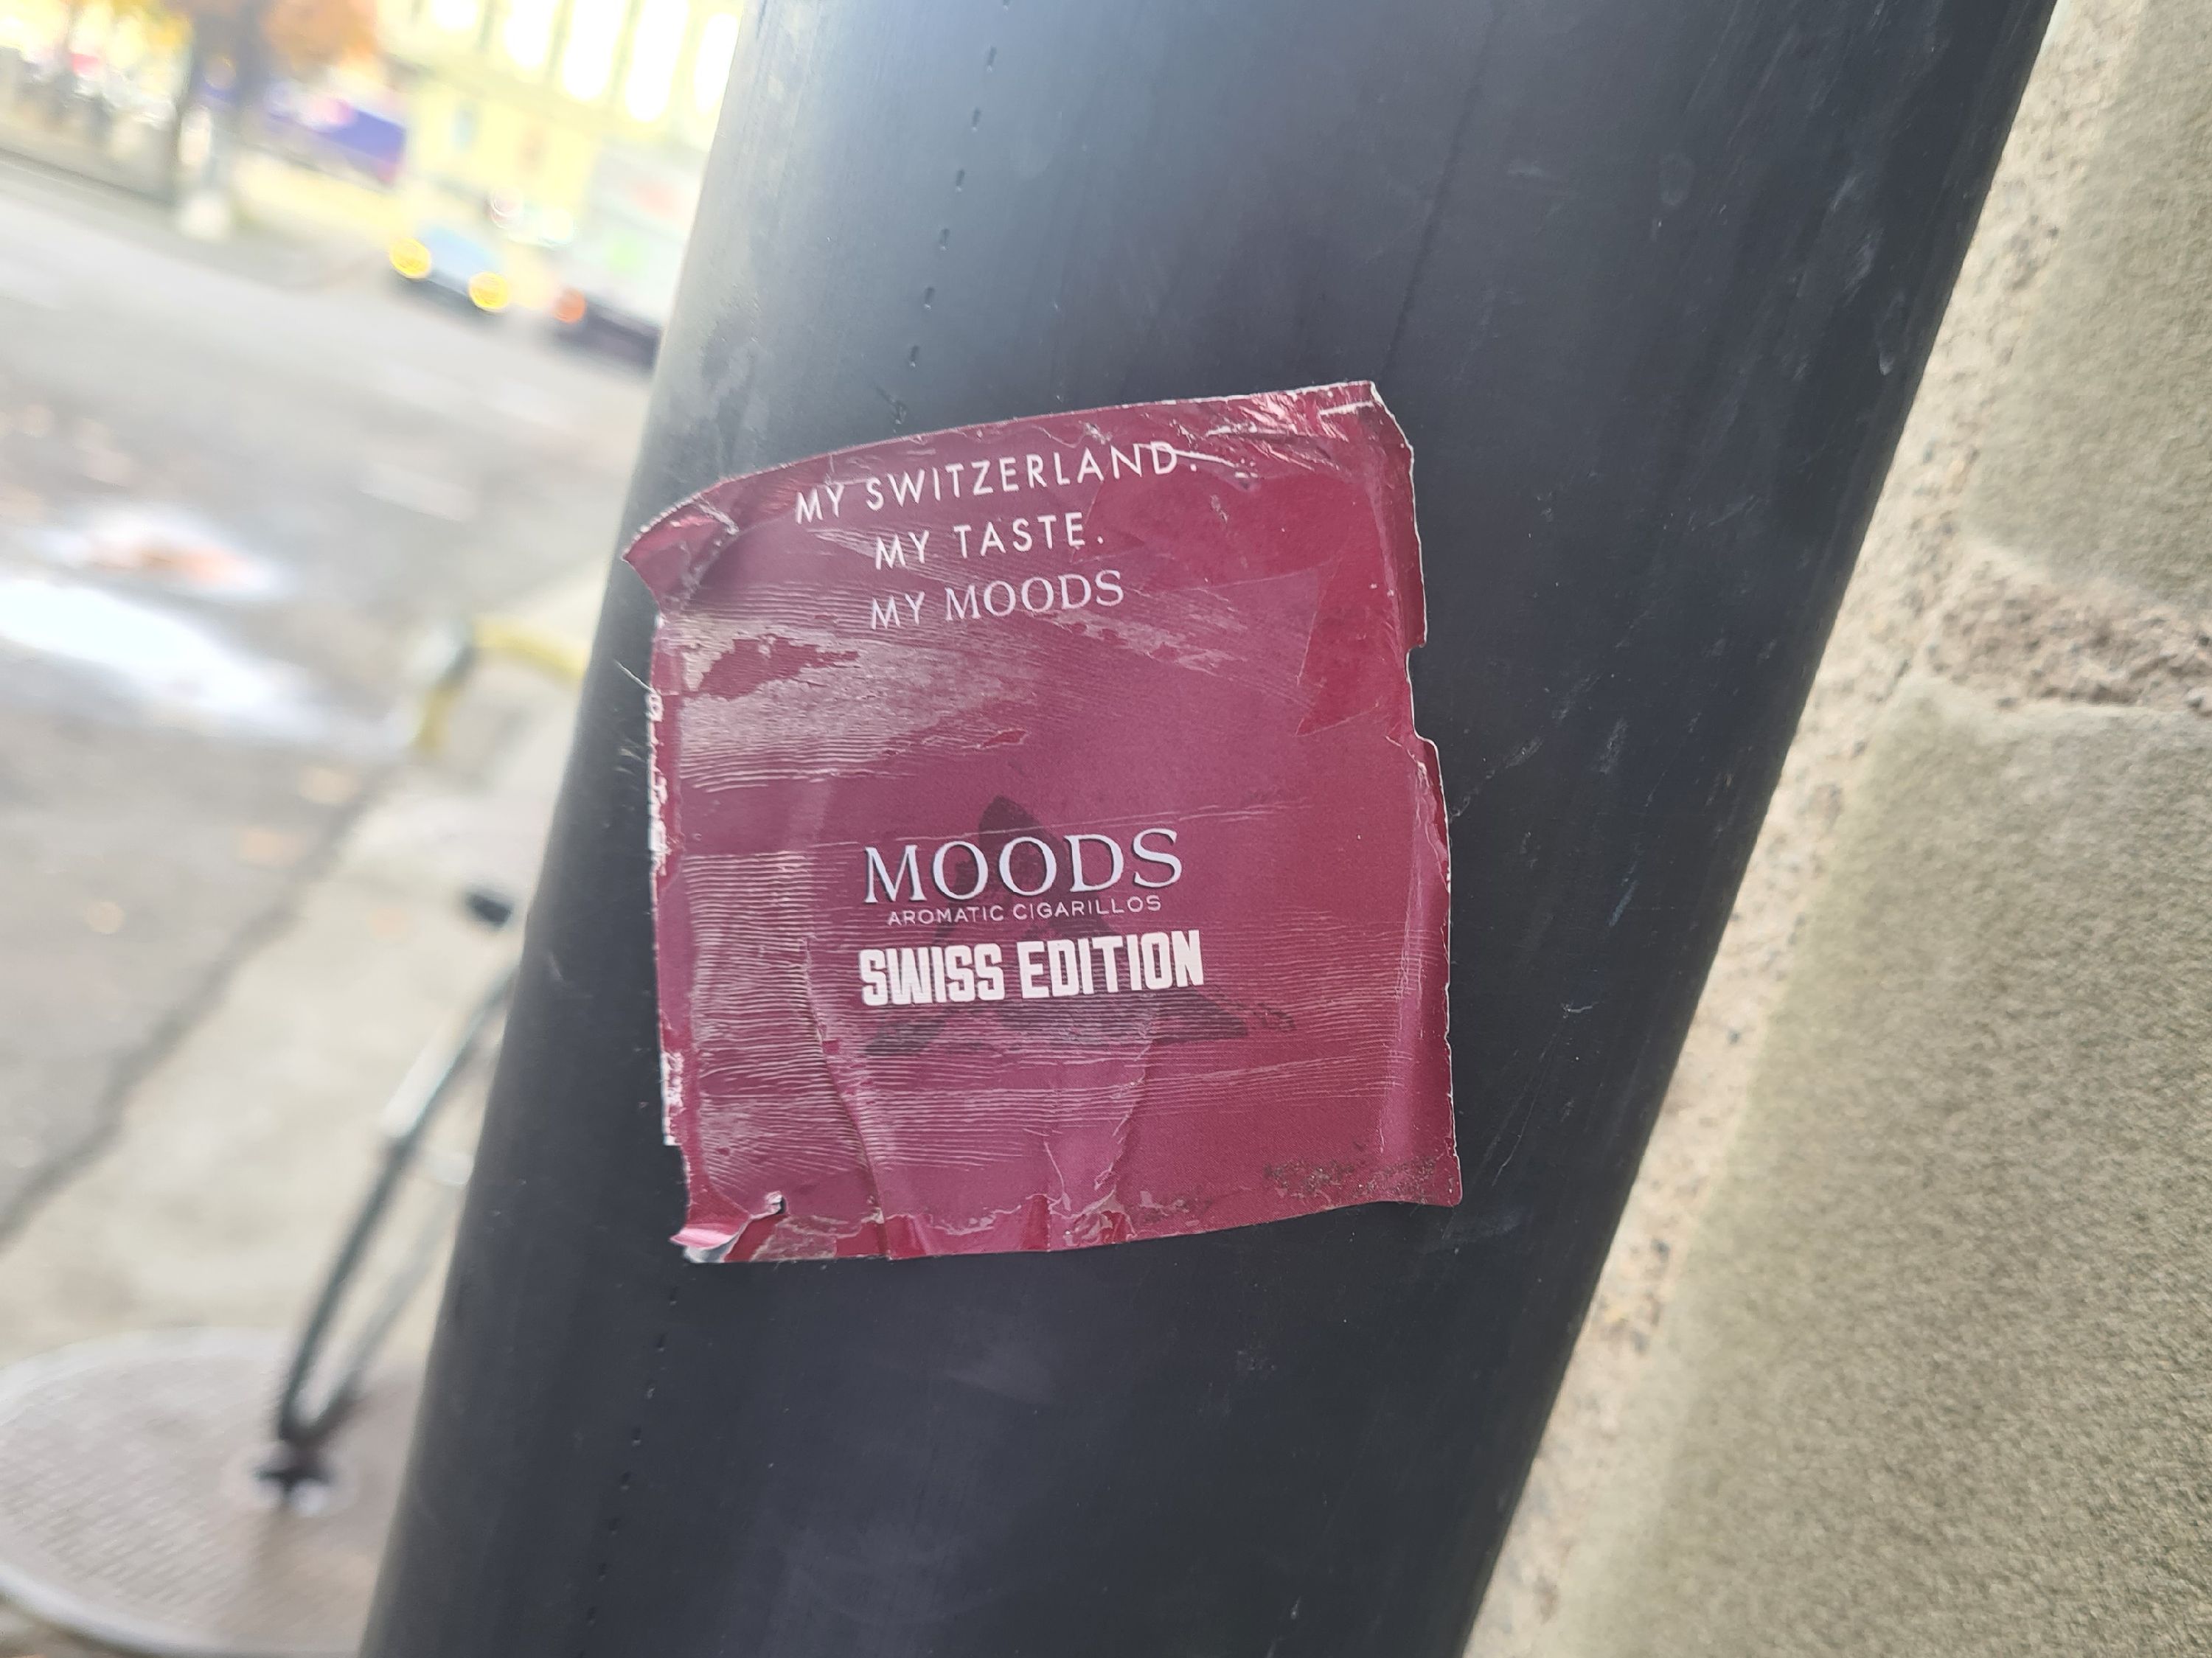 MY SWITZERLAND.
MY TASTE.
MY MOODS
MOODS
AROMATIC CIGARILLOS
SWISS EDITION